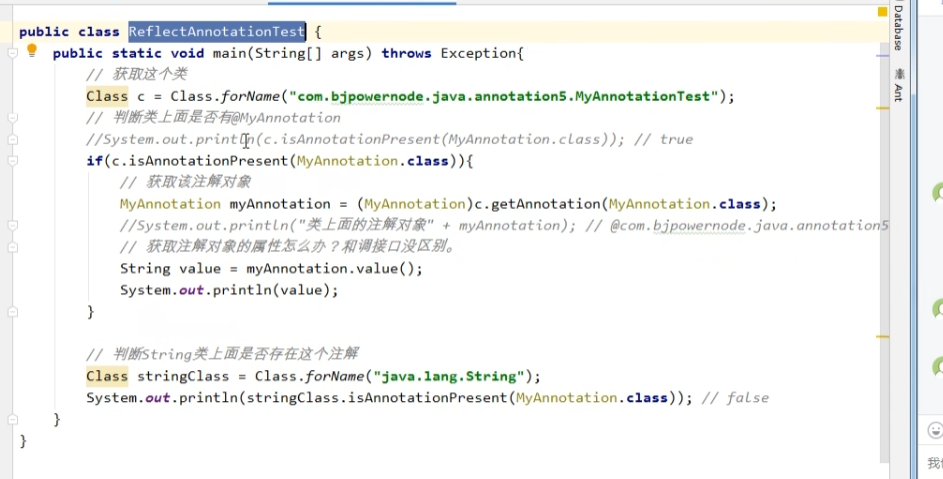 public class ReflectAnnotationTest {
public static void main(String[] args) throws Exception{
// 获取这个类
Class c = Class.forName("com.bjpowernode.java.annotation5.MyAnnotationTest");
// 判断类上面是否有@MyAnnotation
//System.out.println(c.isAnnotationPresent(MyAnnotation.class)); // true
if(c.isAnnotationPresent(MyAnnotation.class)){
// 获取该注解对象
MyAnnotation myAnnotation = (MyAnnotation)c.getAnnotation(MyAnnotation.class);
//System.out.println("类上面的注解对象" + myAnnotation); // @com.bjpowernode.java.annotation5
// 获取注解对象的属性怎么办？和调接口没区别。
String value = myAnnotation.value();
System.out.println(value);
}
// 判断String类上面是否存在这个注解
Class stringClass = Class.forName("java.lang.String");
System.out.println(stringClass.isAnnotationPresent(MyAnnotation.class)); // false
}
}
Database
Ant